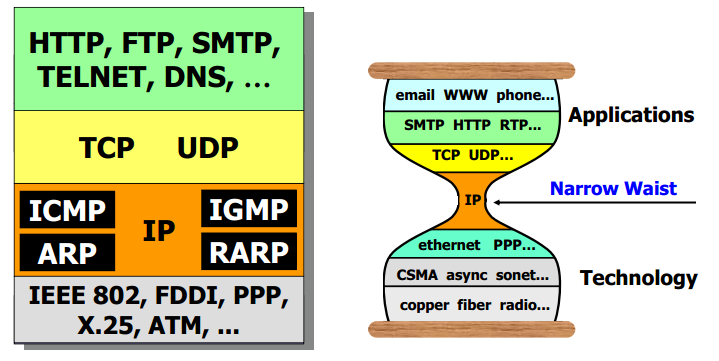 HTTP, FTP, SMTP,
TELNET, DNS, ...
TCP UDP
ICMP
IGMP
IP
ARP
RARP
IEEE 802, FDDI, PPP,
X.25, ATM, ...
email WWW phone...
SMTP HTTP RTP...
TCP UDP...
IP
ethernet PPP...
CSMA async sonet...
copper fiber radio...
Applications
Narrow Waist
Technology